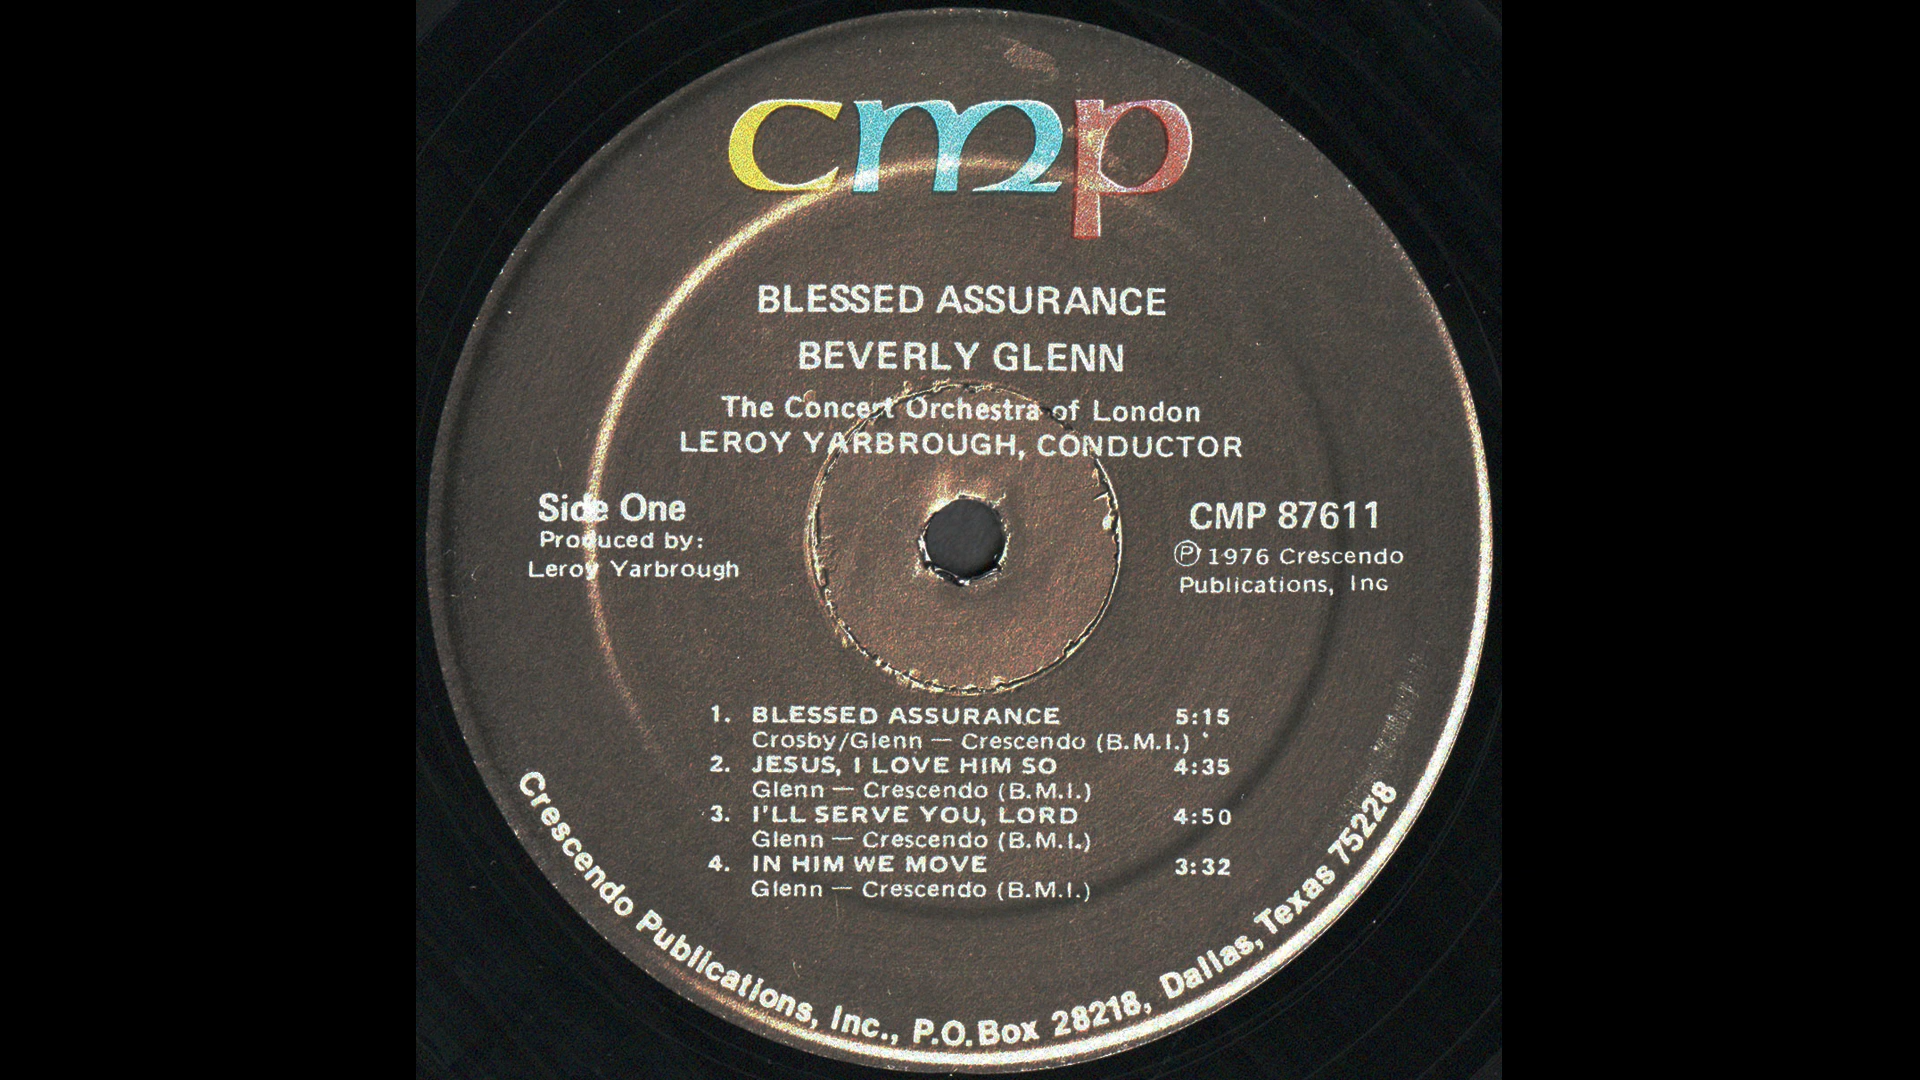 cmp
BLESSED ASSURANCE
BEVERLY GLENN
The Concert Orchestra of London
LEROY YARBROUGH, CONDUCTOR
Side One
Produced by:
Leroy Yarbrough
CMP 87611
Ⓟ 1976 Crescendo
Publications, Inc
1. BLESSED ASSURANCE 5:15
Crosby/Glenn — Crescendo (B.M.I.)
2. JESUS, I LOVE HIM SO 4:35
Glenn — Crescendo (B.M.I.)
3. I'LL SERVE YOU, LORD 4:50
Glenn — Crescendo (B.M.I.)
4. IN HIM WE MOVE 3:32
Glenn — Crescendo (B.M.I.)
Crescendo Publications, Inc., P.O. Box 28218, Dallas, Texas 75228